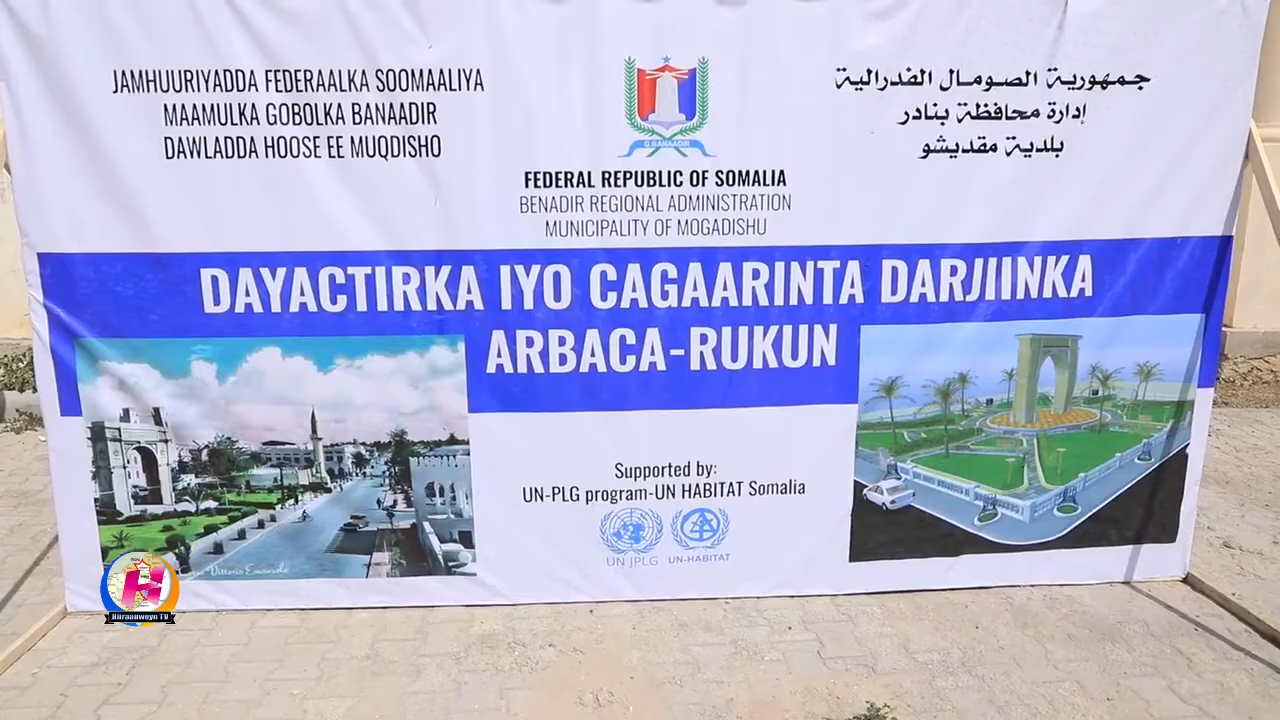 JAMHUURIYADDA FEDERAALKA SOOMAALIYA
MAAMULKA GOBOLKA BANAADIR
DAWLADDA HOOSE EE MUQDISHO
G.BANAADIR
FEDERAL REPUBLIC OF SOMALIA
BENADIR REGIONAL ADMINISTRATION
MUNICIPALITY OF MOGADISHU
جمهورية الصومال الفدرالية
إدارة محافظة بنادر
بلدية مقديشو
DAYACTIRKA IYO CAGAARINTA DARJIINKA
ARBACA-RUKUN
Supported by:
UN-PLG program-UN HABITAT Somalia
UN JPLG
UN-HABITAT
Vittorio Emanuele
H
Hiiraanweyn TV